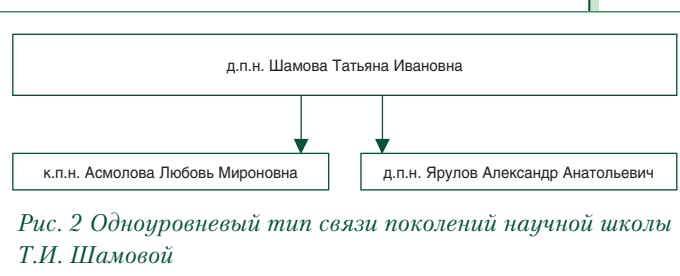 д.п.н. Шамова Татьяна Ивановна
к.п.н. Асмолова Любовь Мироновна
д.п.н. Ярулов Александр Анатольевич
Рис. 2 Одноуровневый тип связи поколений научной школы
Т.И. Шамовой